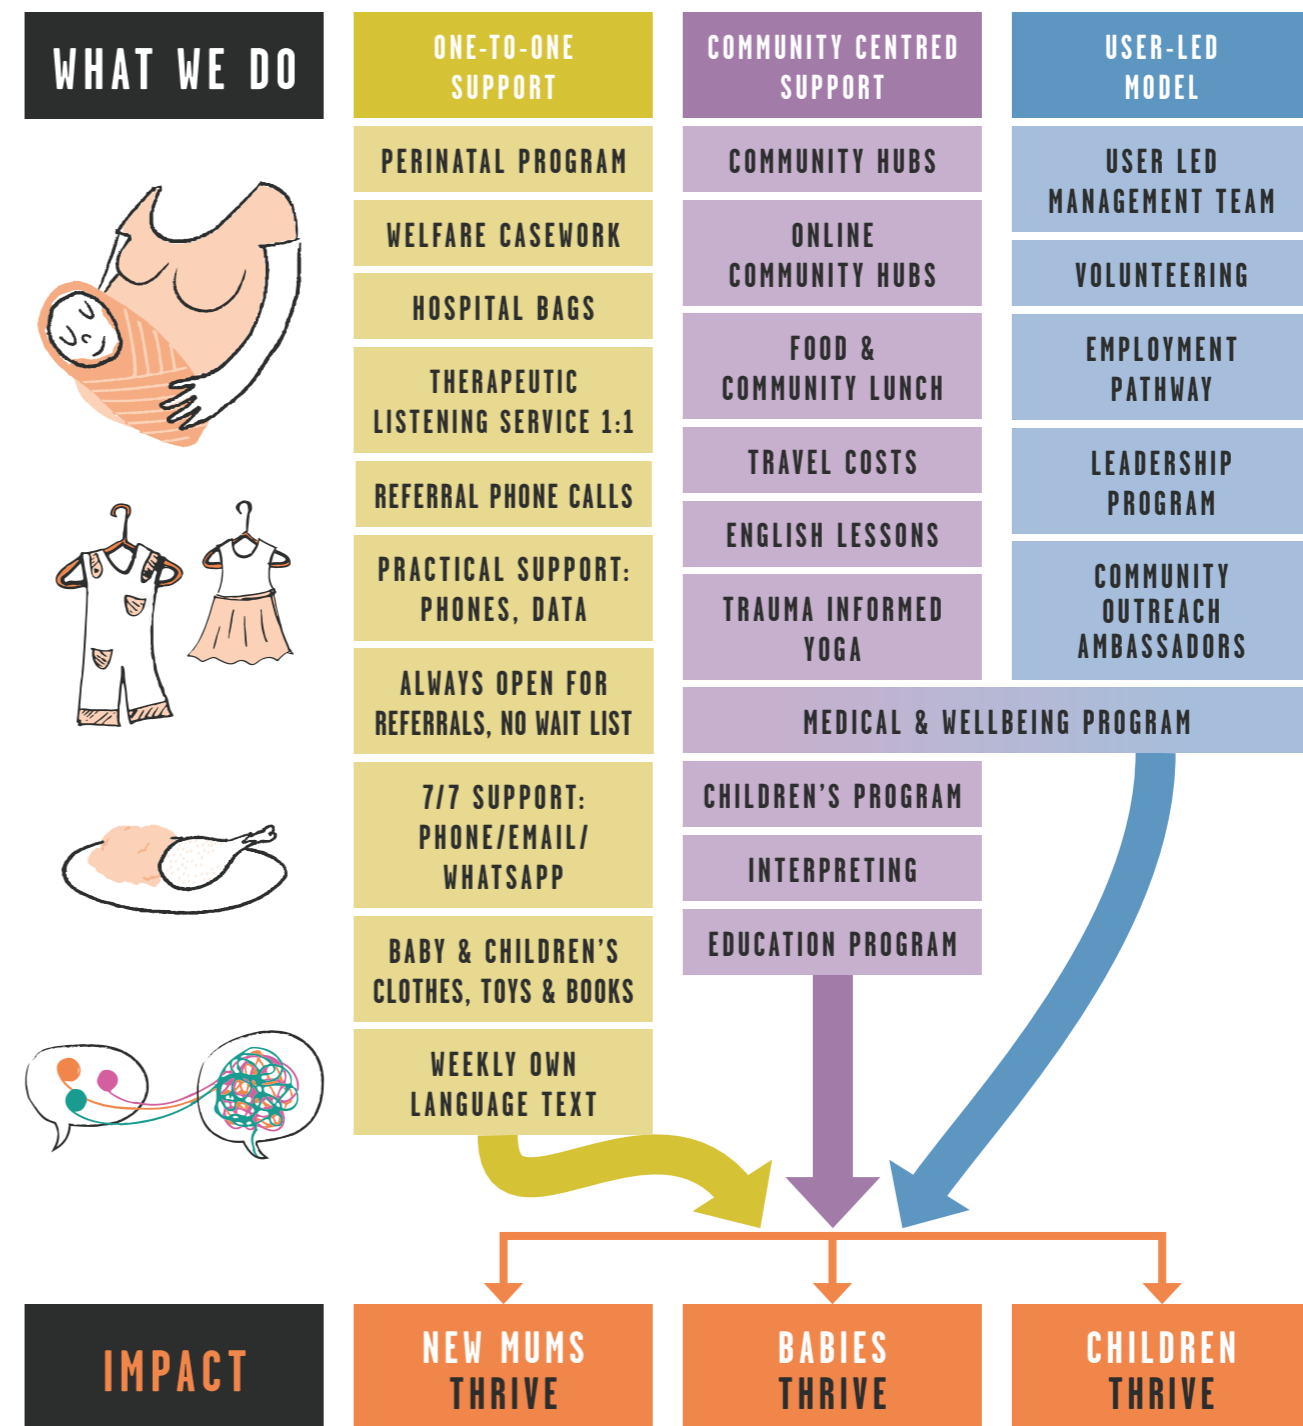 WHAT WE DO
ONE-TO-ONE
SUPPORT
PERINATAL PROGRAM
WELFARE CASEWORK
HOSPITAL BAGS
THERAPEUTIC
LISTENING SERVICE 1:1
REFERRAL PHONE CALLS
PRACTICAL SUPPORT:
PHONES, DATA
ALWAYS OPEN FOR
REFERRALS, NO WAIT LIST
7/7 SUPPORT:
PHONE/EMAIL/
WHATSAPP
BABY & CHILDREN'S
CLOTHES, TOYS & BOOKS
WEEKLY OWN
LANGUAGE TEXT
COMMUNITY CENTRED
SUPPORT
COMMUNITY HUBS
ONLINE
COMMUNITY HUBS
FOOD &
COMMUNITY LUNCH
TRAVEL COSTS
ENGLISH LESSONS
TRAUMA INFORMED
YOGA
MEDICAL & WELLBEING PROGRAM
CHILDREN'S PROGRAM
INTERPRETING
EDUCATION PROGRAM
USER-LED
MODEL
USER LED
MANAGEMENT TEAM
VOLUNTEERING
EMPLOYMENT
PATHWAY
LEADERSHIP
PROGRAM
COMMUNITY
OUTREACH
AMBASSADORS
IMPACT
NEW MUMS
THRIVE
BABIES
THRIVE
CHILDREN
THRIVE